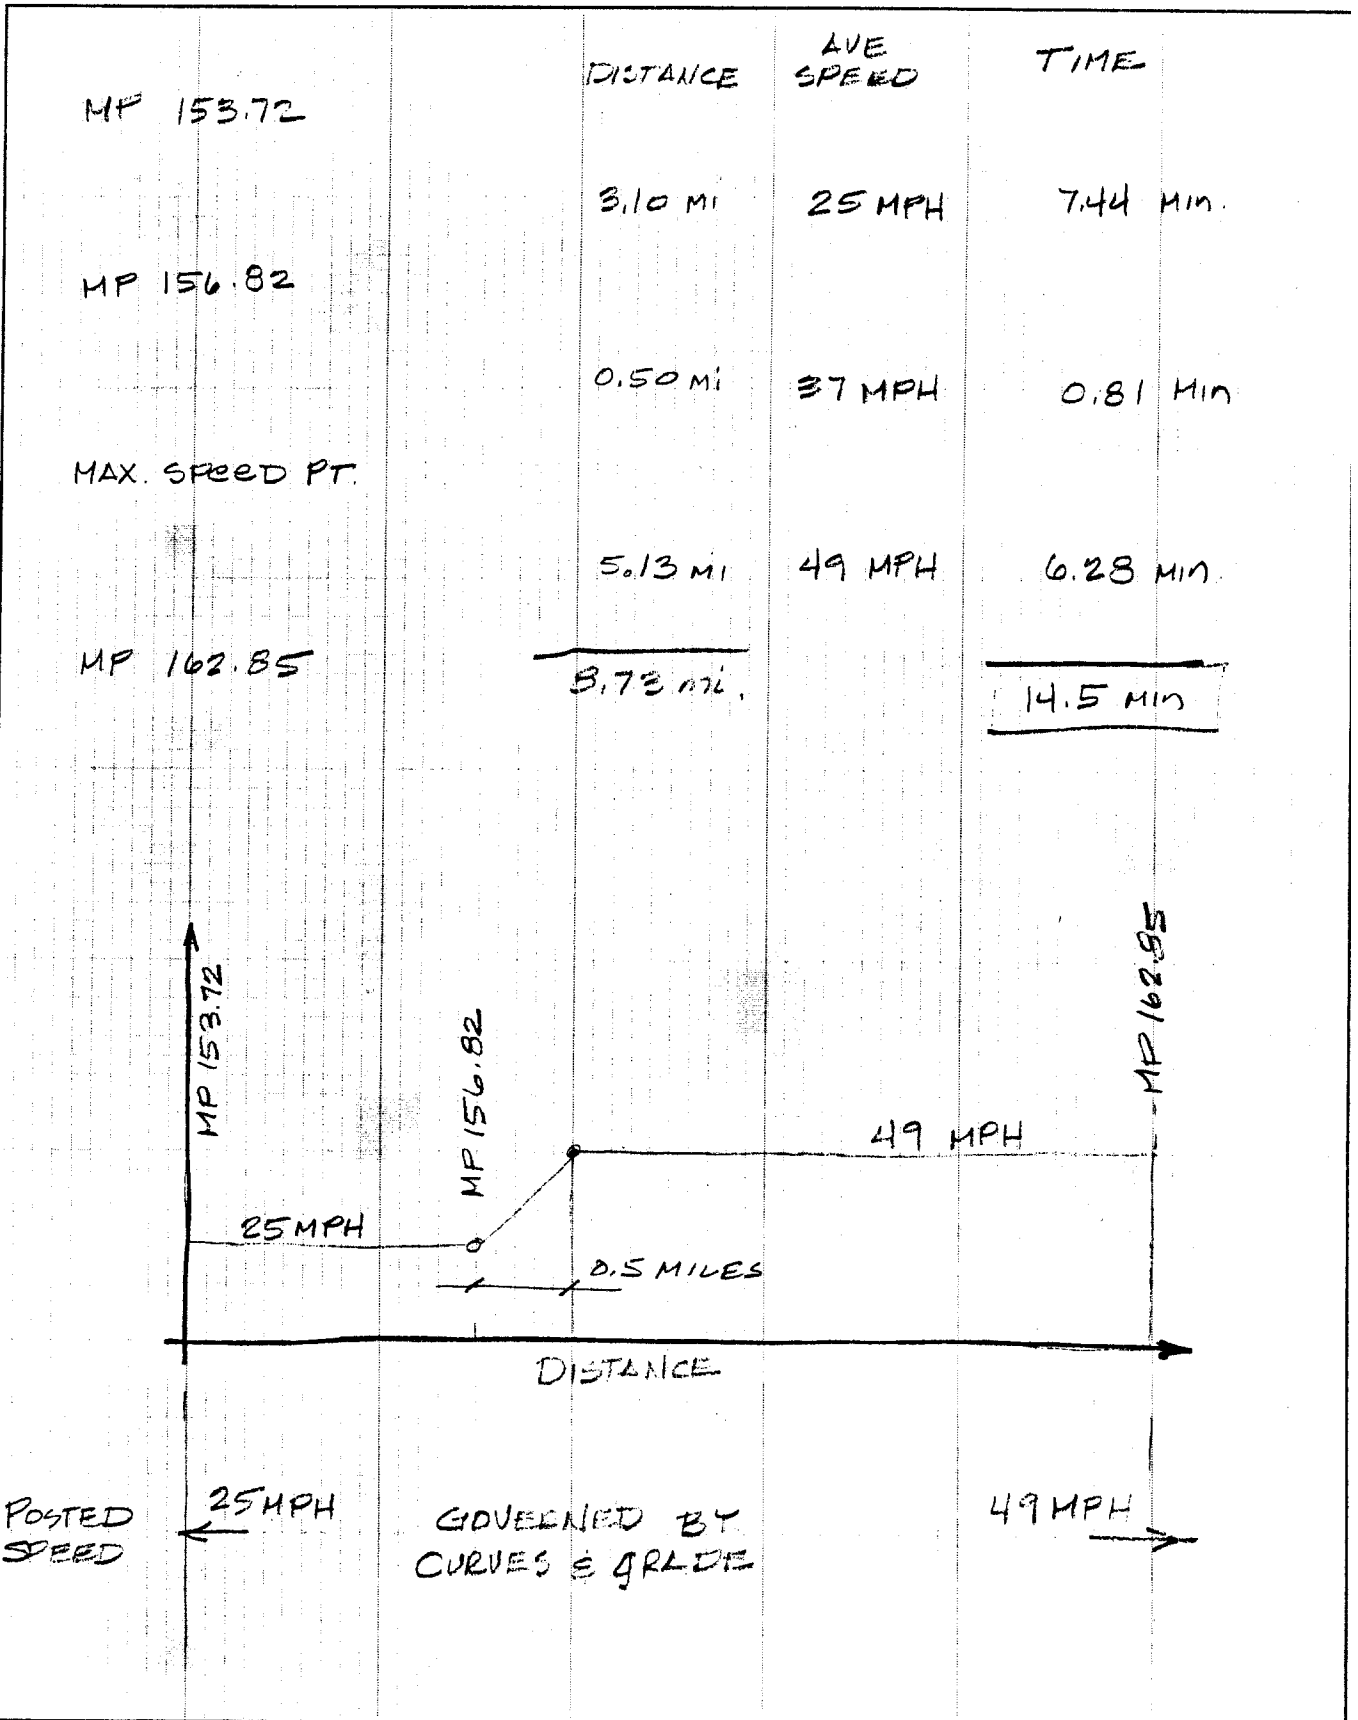 DISTANCE AVE SPEED TIME
MP 153.72
3.10 MI 25 MPH 7.44 MIN.
MP 156.82
0.50 Mi 37 MPH 0.81 MIN
MAX. SPEED PT.
5.13 MI 49 MPH 6.28 MIN.
MP 162.85
8.73 mi. 14.5 MIN
MP 153.72
MP 156.82
MP 162.85
49 MPH
25 MPH
0.5 MILES
DISTANCE
POSTED SPEED
25 MPH
GOVERNED BY
CURVES & GRADE
49 MPH